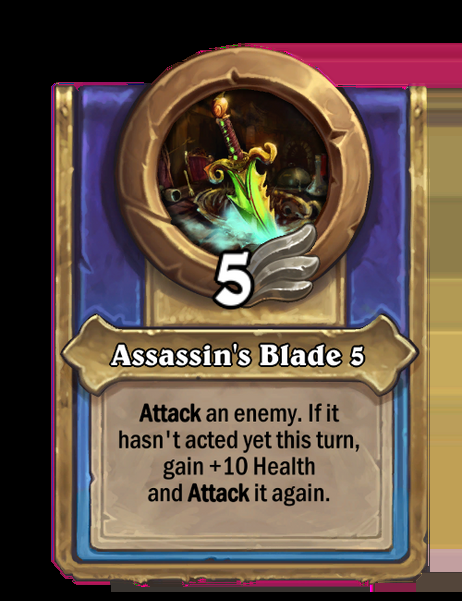 5
Assassin's Blade 5
Attack an enemy. If it
hasn't acted yet this turn,
gain +10 Health
and Attack it again.